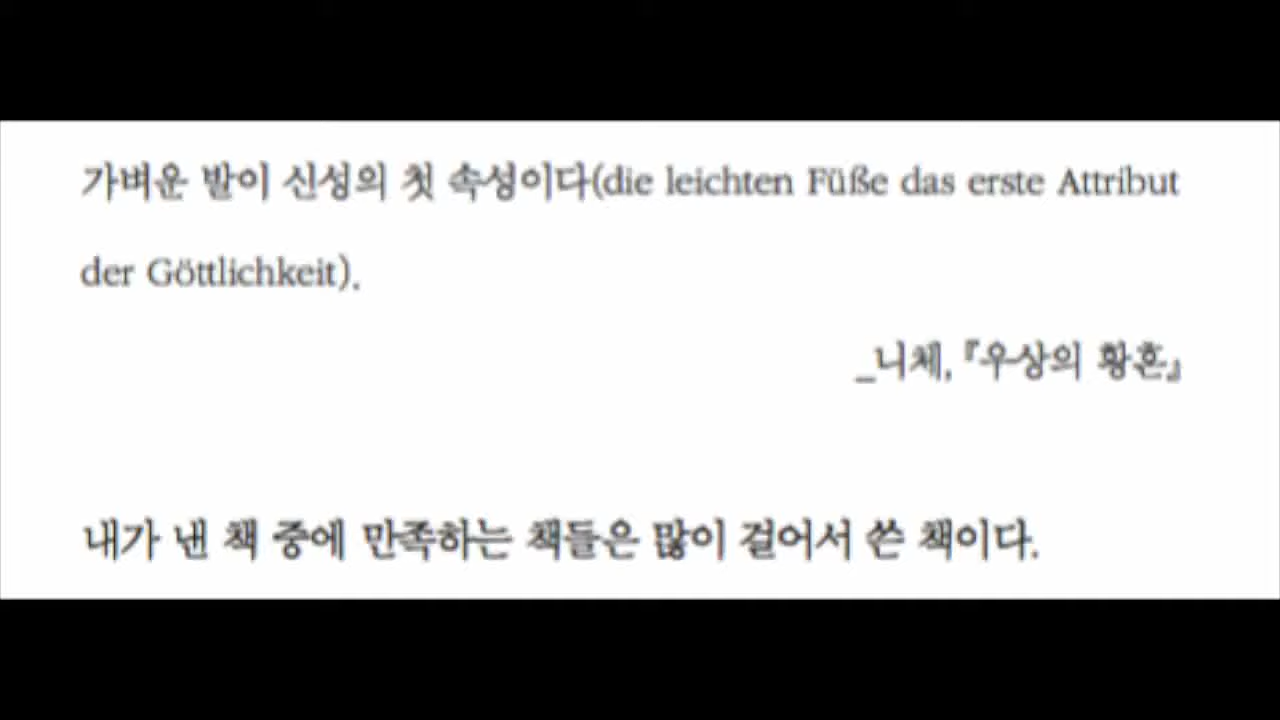 가벼운 발이 신성의 첫 속성이다(die leichten Füße das erste Attribut
der Göttlichkeit).
_니체, 『우상의 황혼』
내가 낸 책 중에 만족하는 책들은 많이 걸어서 쓴 책이다.